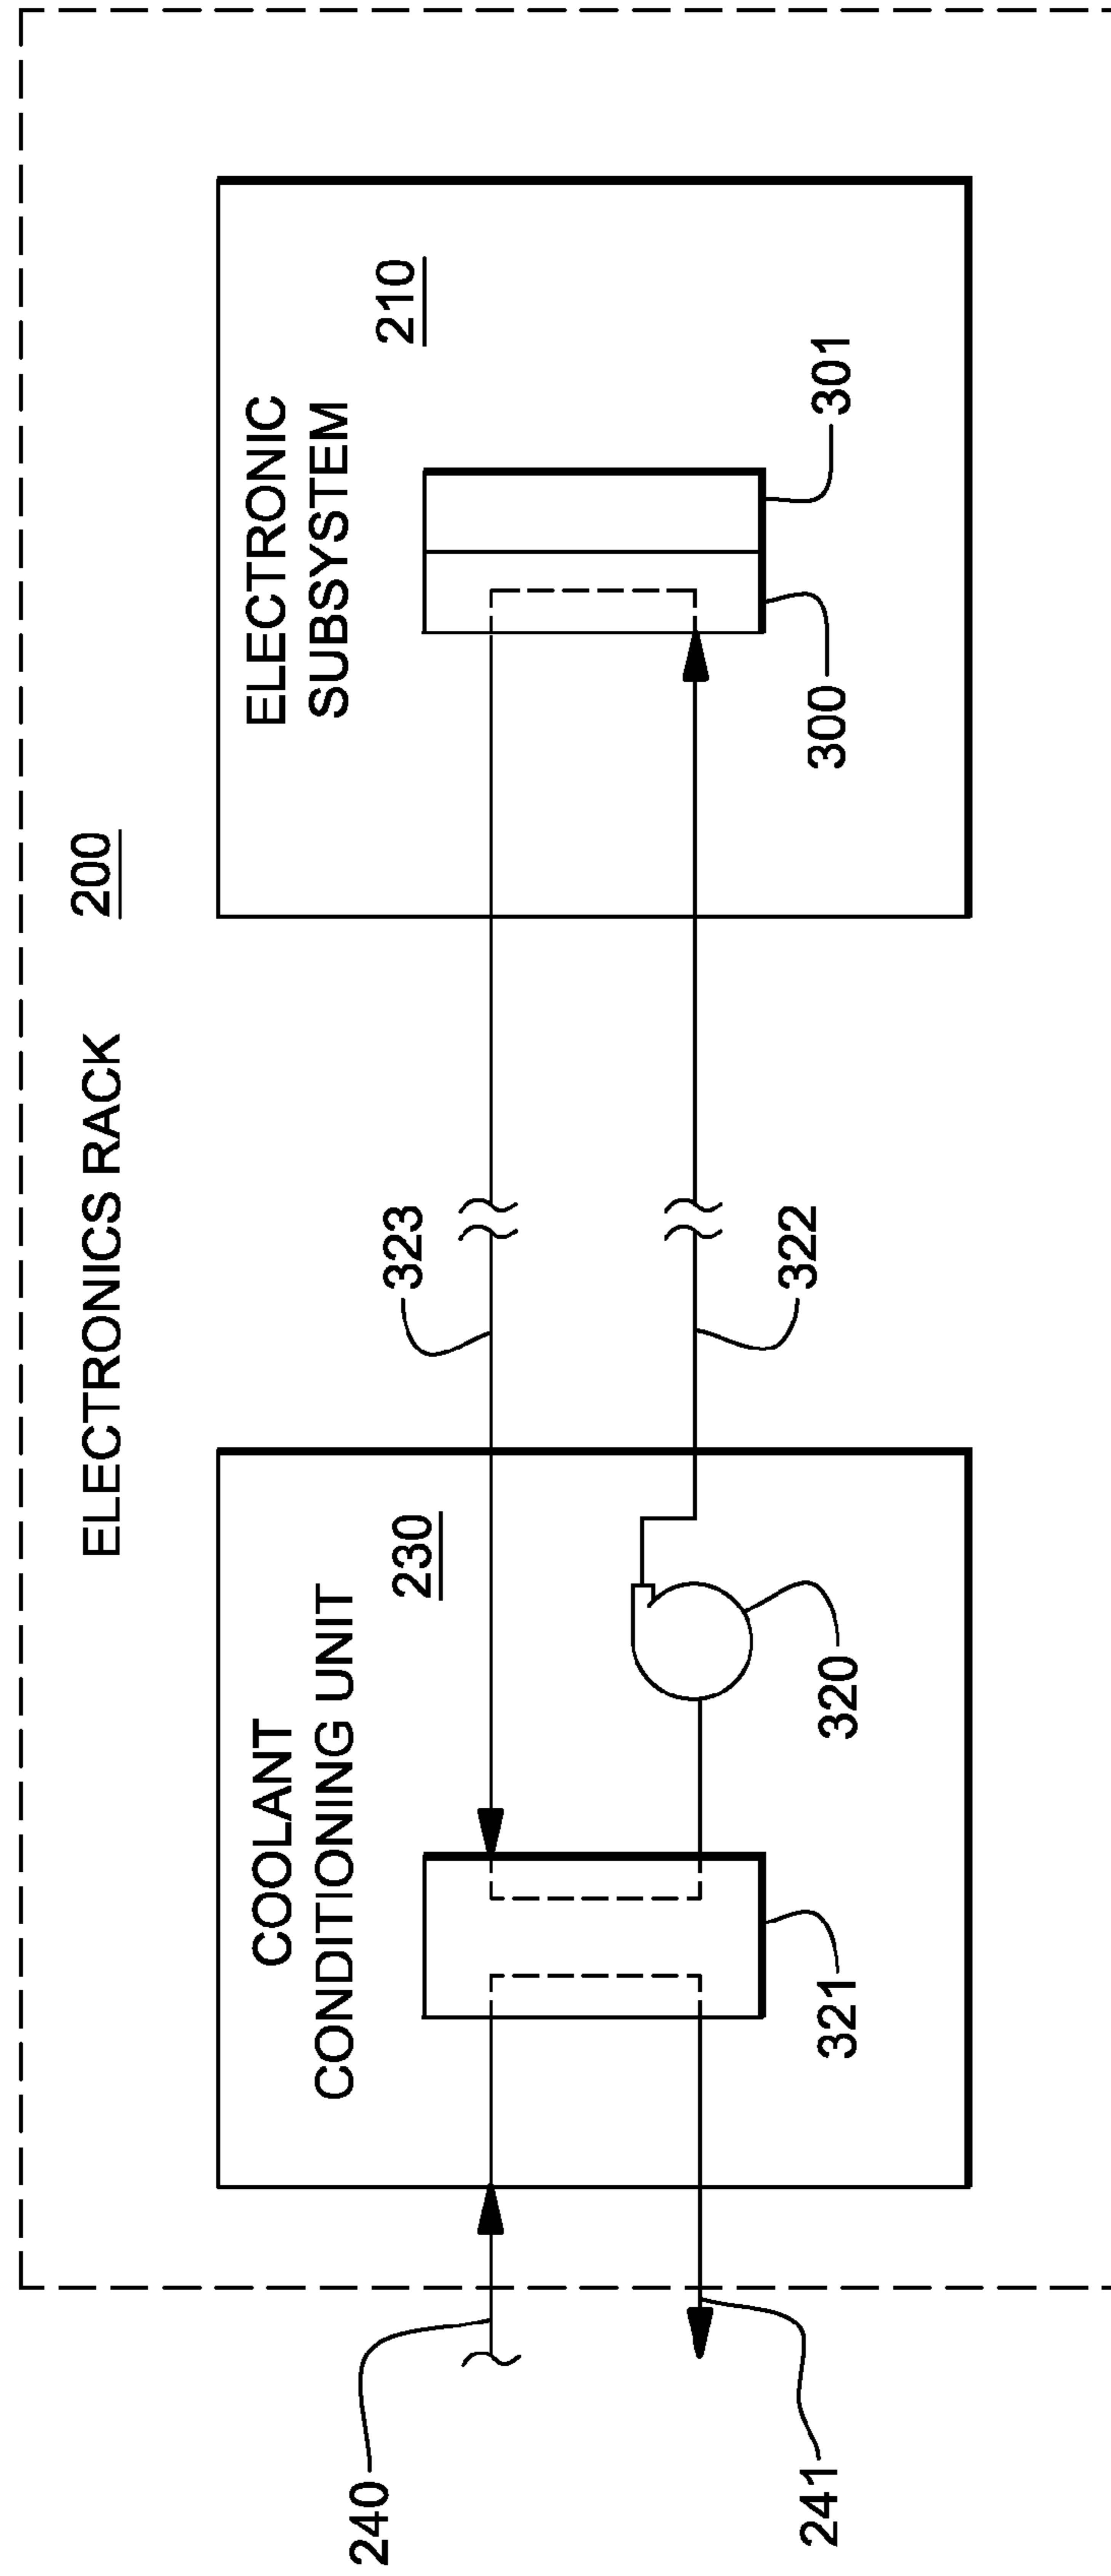 ELECTRONICS RACK 200
COOLANT
CONDITIONING UNIT
230
ELECTRONIC
SUBSYSTEM
210
240
323
241
321
320
322
300
301